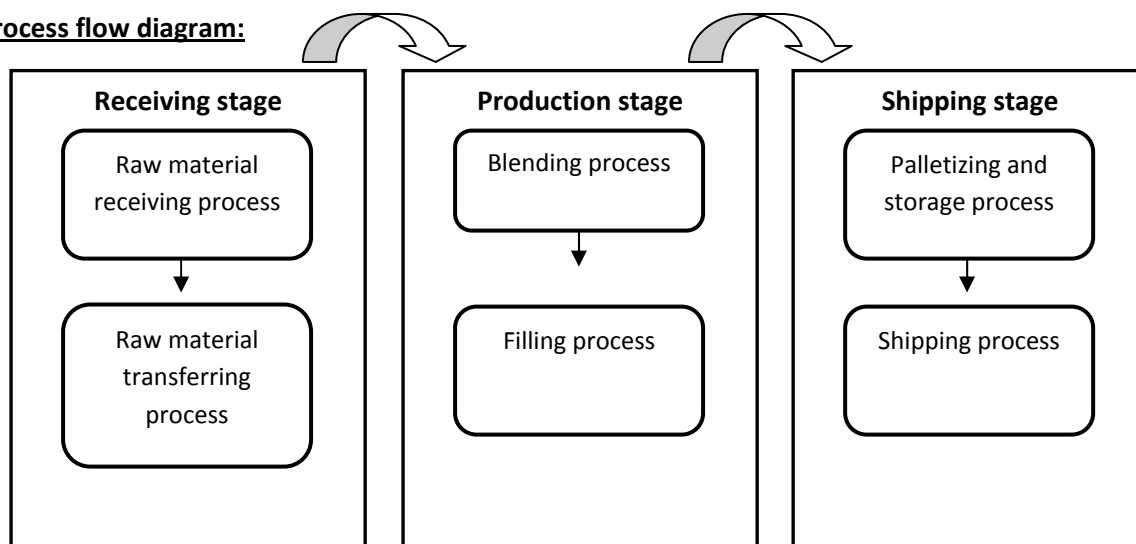 rocess flow diagram:
Receiving stage
Raw material
receiving process
Raw material
transferring
process
Production stage
Blending process
Filling process
Shipping stage
Palletizing and
storage process
Shipping process